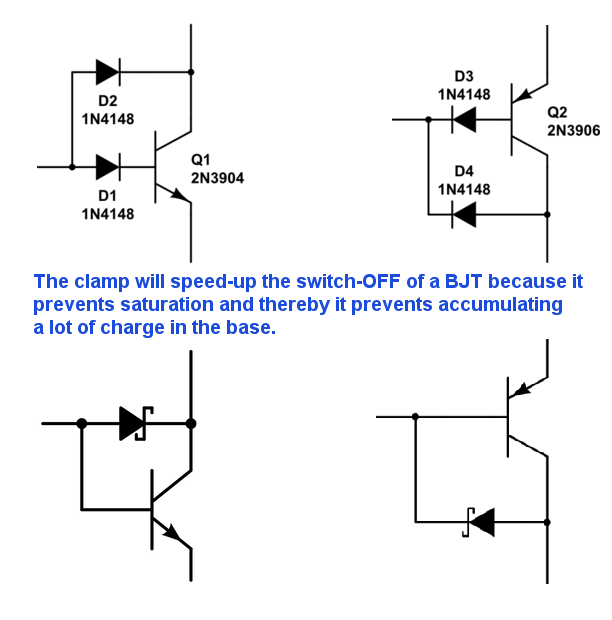 D2
1N4148
Q1
2N3904
D1
1N4148
D3
1N4148
Q2
2N3906
D4
1N4148
The clamp will speed-up the switch-OFF of a BJT because it
prevents saturation and thereby it prevents accumulating
a lot of charge in the base.